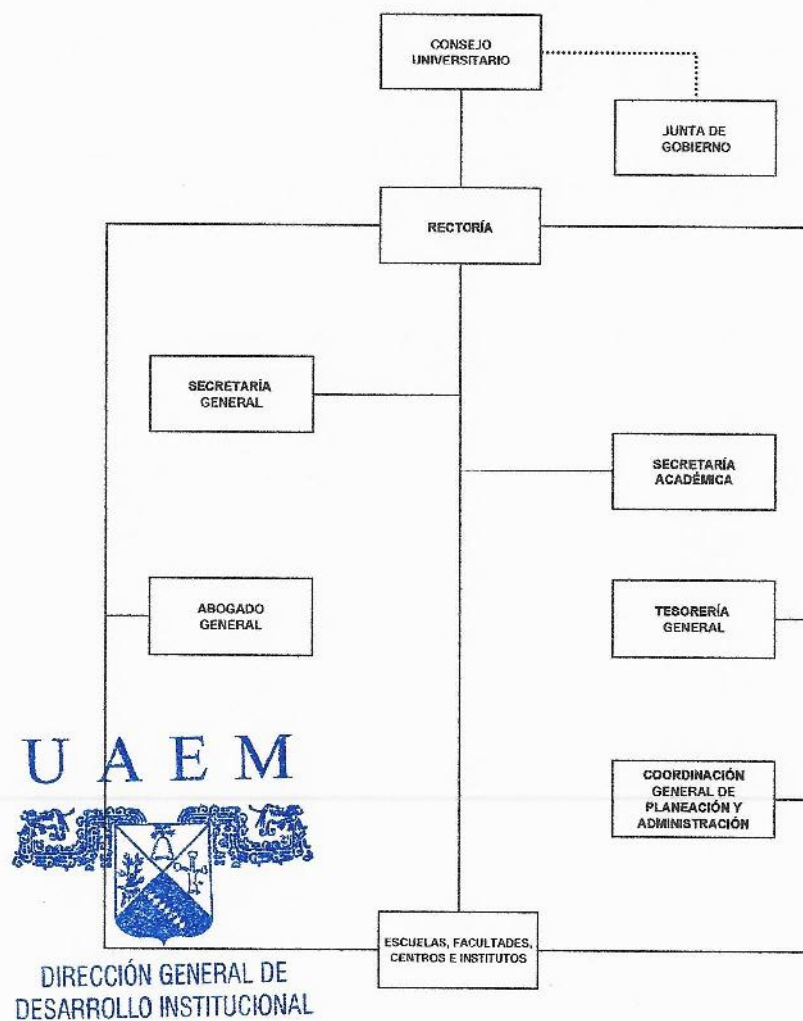 CONSEJO
UNIVERSITARIO
JUNTA DE
GOBIERNO
RECTORÍA
SECRETARÍA
GENERAL
SECRETARÍA
ACADÉMICA
ABOGADO
GENERAL
TESORERÍA
GENERAL
UAEM
COORDINACIÓN
GENERAL DE
PLANEACIÓN Y
ADMINISTRACIÓN
ESCUELAS, FACULTADES,
CENTROS E INSTITUTOS
DIRECCIÓN GENERAL DE
DESARROLLO INSTITUCIONAL